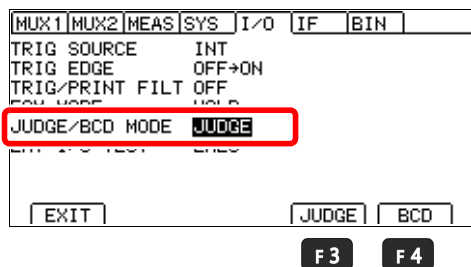 MUX1 MUX2 MEAS SYS I/O IF BIN
TRIG SOURCE INT
TRIG EDGE OFF→ON
TRIG/PRINT FILT OFF
JUDGE/BCD MODE JUDGE
EXIT JUDGE BCD
F3 F4